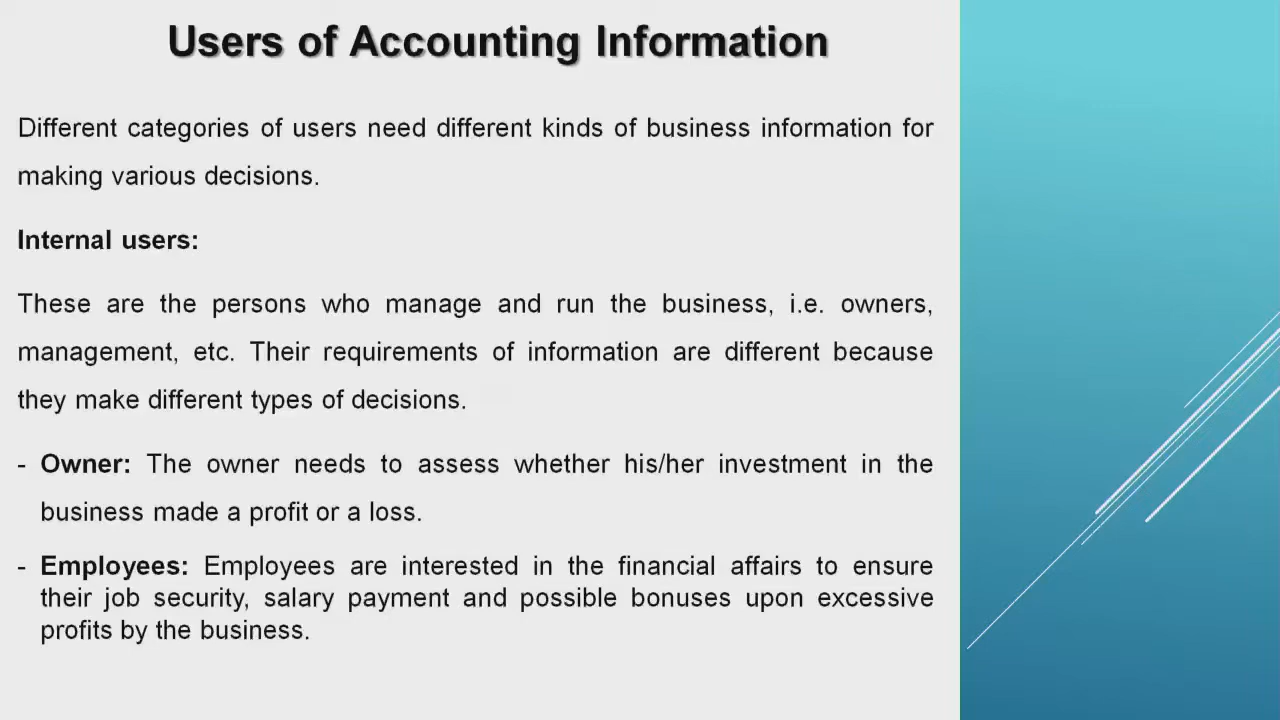 Users of Accounting Information
Different categories of users need different kinds of business information for
making various decisions.
Internal users:
These are the persons who manage and run the business, i.e. owners,
management, etc. Their requirements of information are different because
they make different types of decisions.
- Owner: The owner needs to assess whether his/her investment in the
business made a profit or a loss.
- Employees: Employees are interested in the financial affairs to ensure
their job security, salary payment and possible bonuses upon excessive
profits by the business.